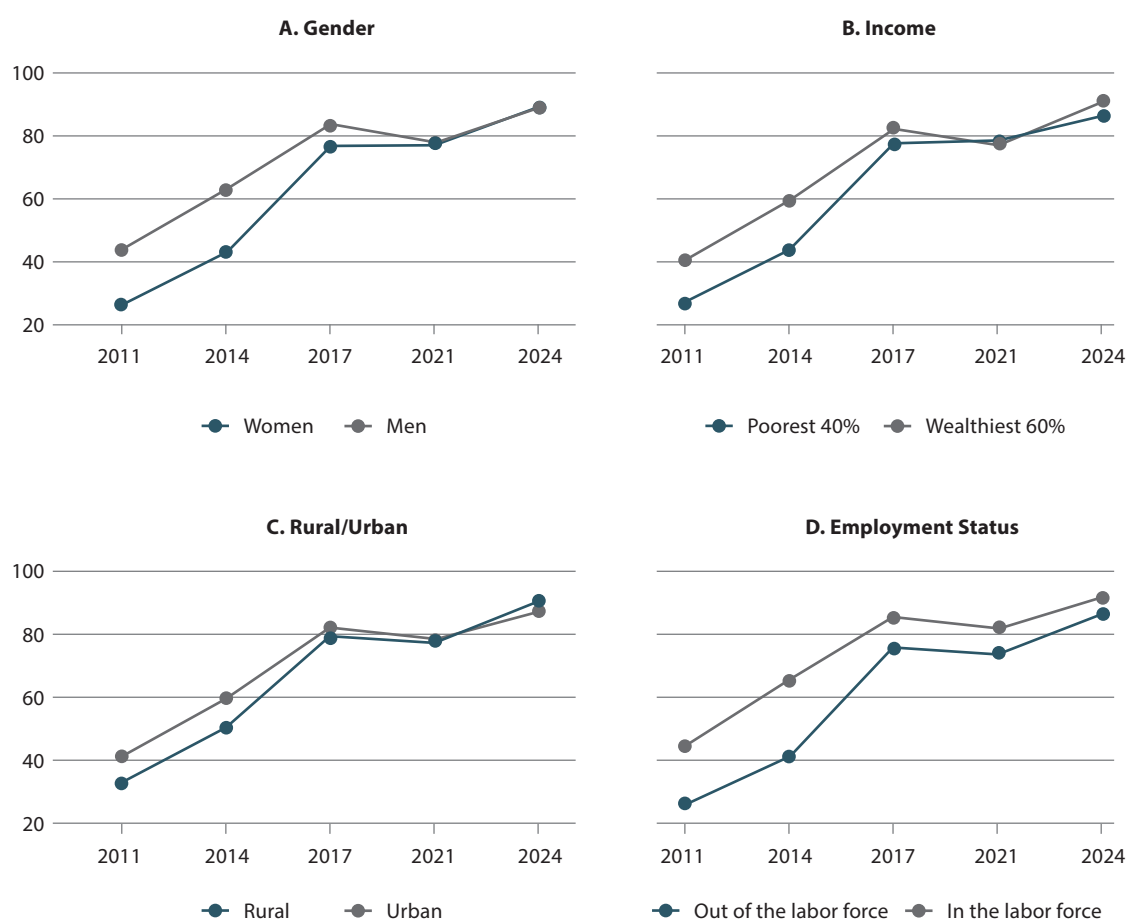 A. Gender
100
80
60
40
20
2011 2014 2017 2021 2024
Women Men
B. Income
2011 2014 2017 2021 2024
Poorest 40% Wealthiest 60%
C. Rural/Urban
100
80
60
40
20
2011 2014 2017 2021 2024
Rural Urban
D. Employment Status
2011 2014 2017 2021 2024
Out of the labor force In the labor force